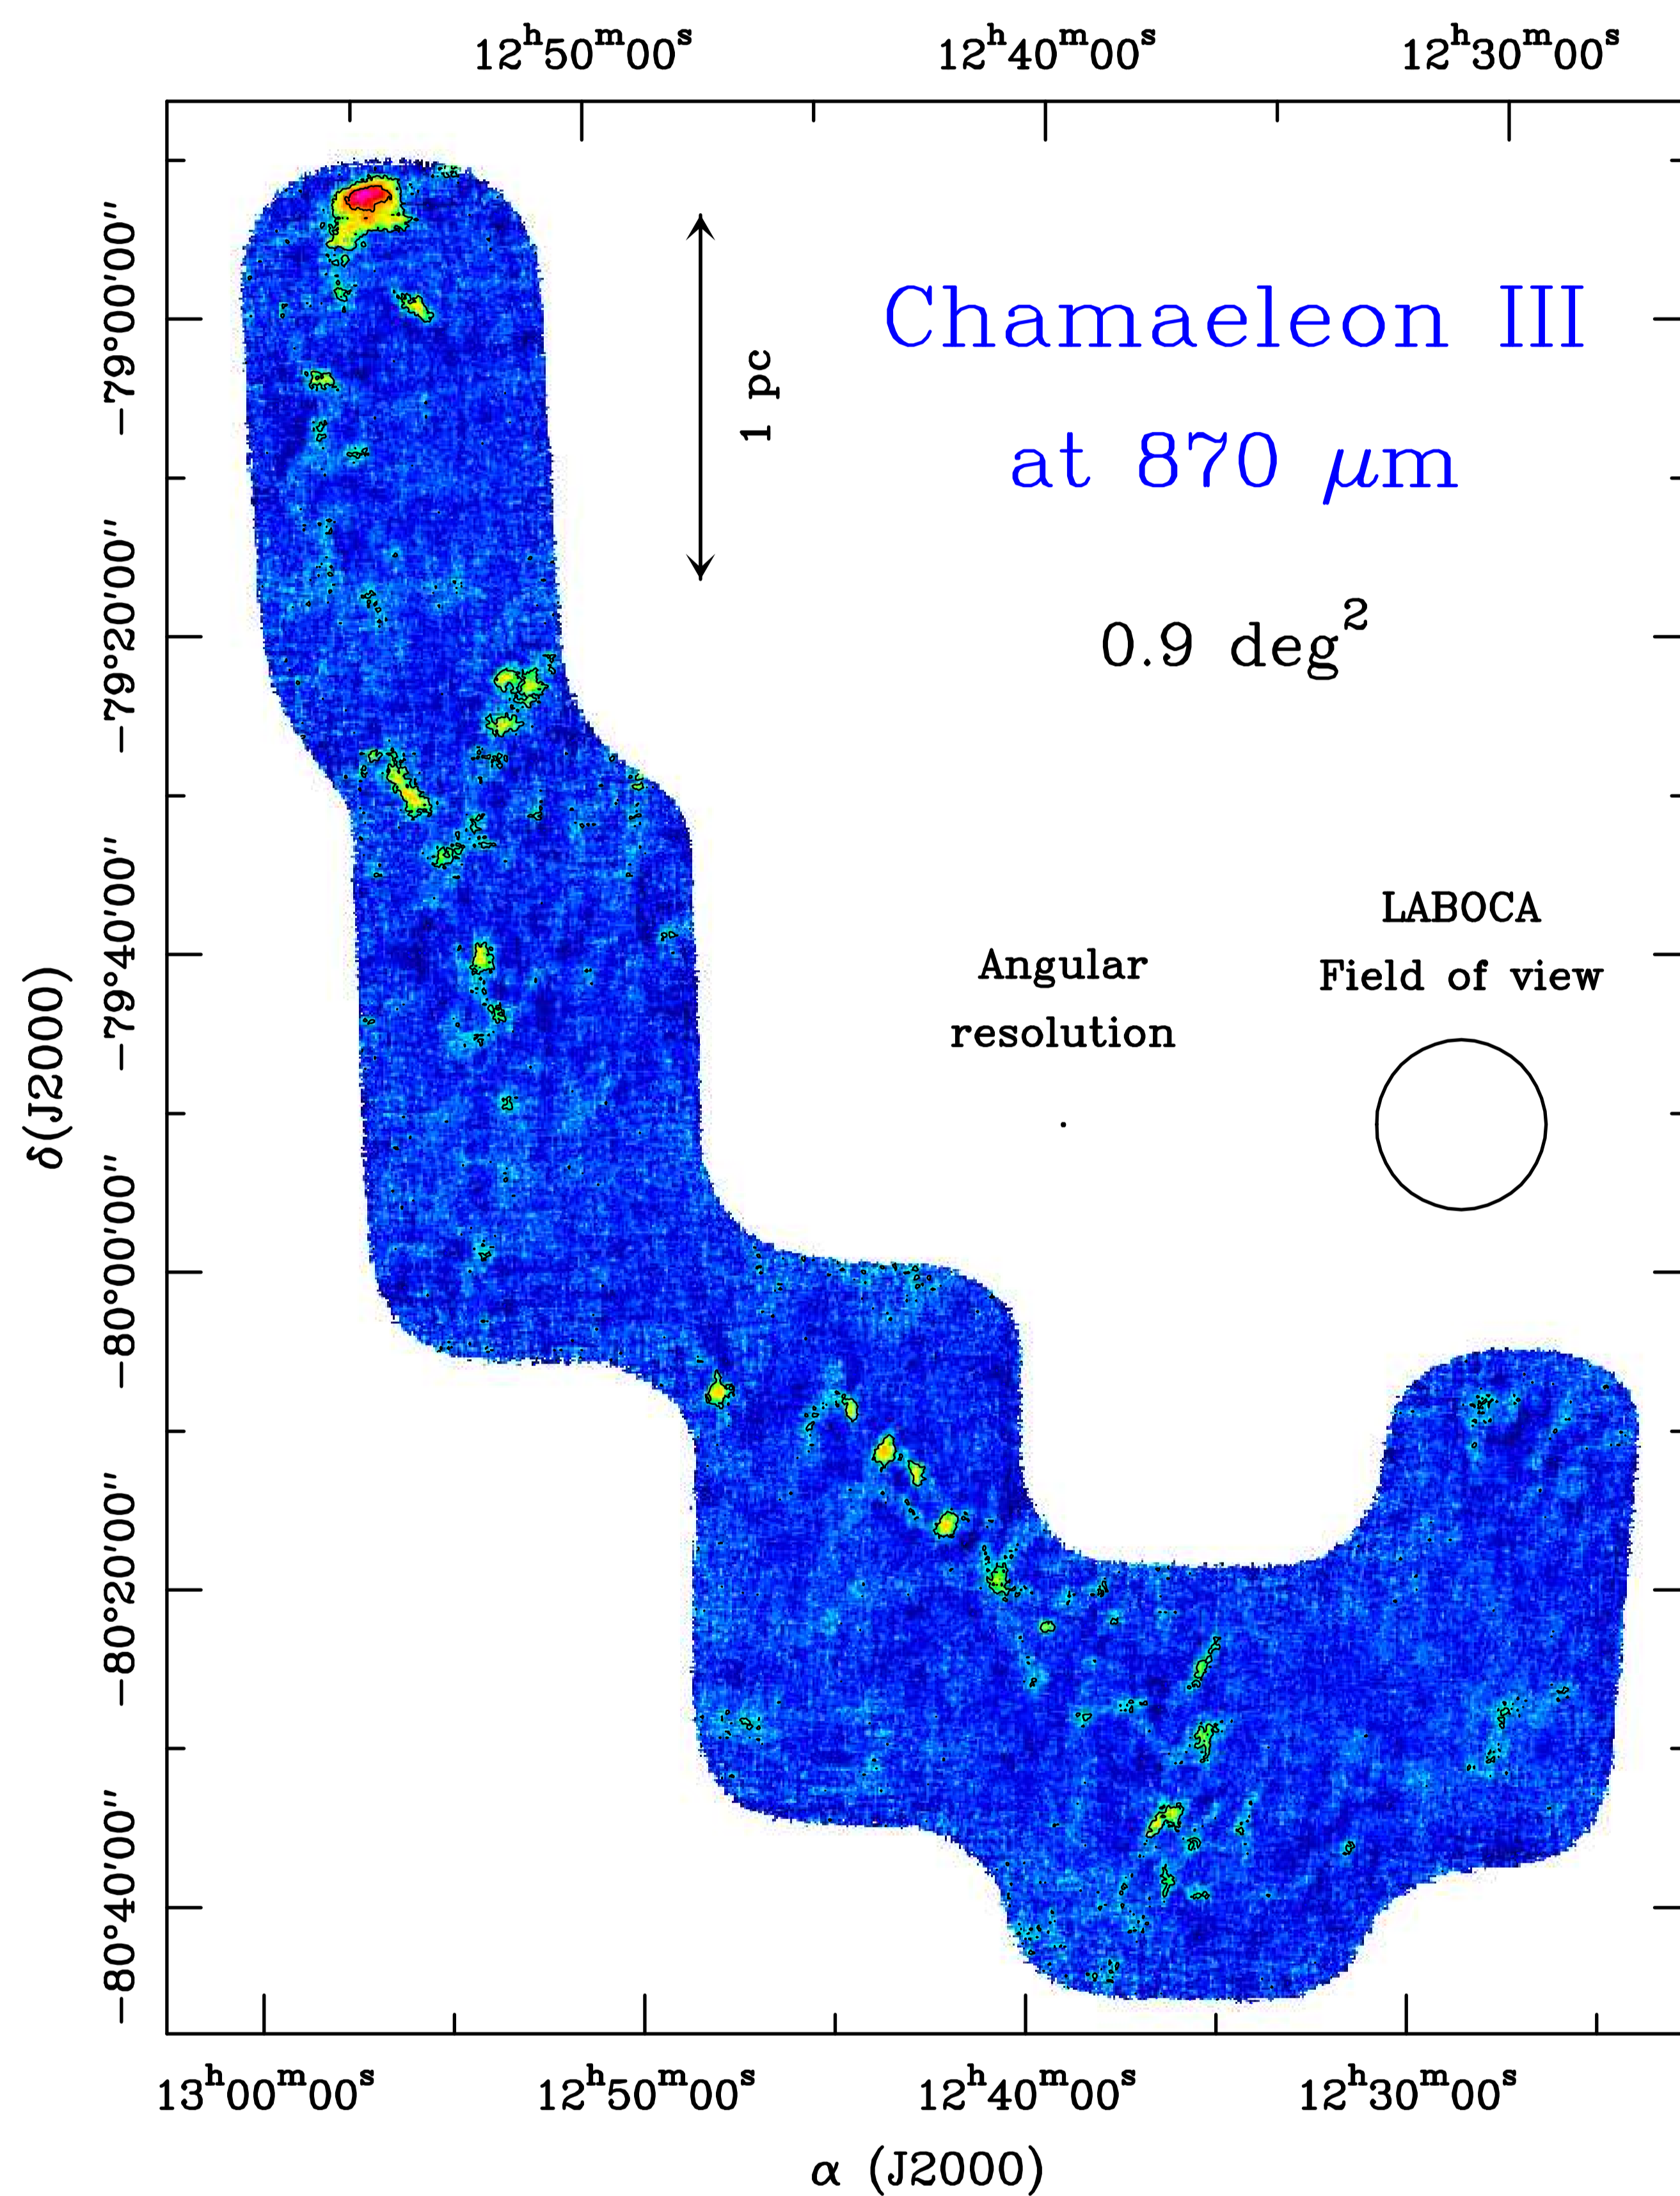 12ʰ50ᵐ00ˢ 12ʰ40ᵐ00ˢ 12ʰ30ᵐ00ˢ
−79°00′00″
−79°20′00″
−79°40′00″
−80°00′00″
−80°20′00″
−80°40′00″
δ(J2000)
1 pc
Chamaeleon III
at 870 μm
0.9 deg²
Angular
resolution
LABOCA
Field of view
13ʰ00ᵐ00ˢ 12ʰ50ᵐ00ˢ 12ʰ40ᵐ00ˢ 12ʰ30ᵐ00ˢ
α (J2000)